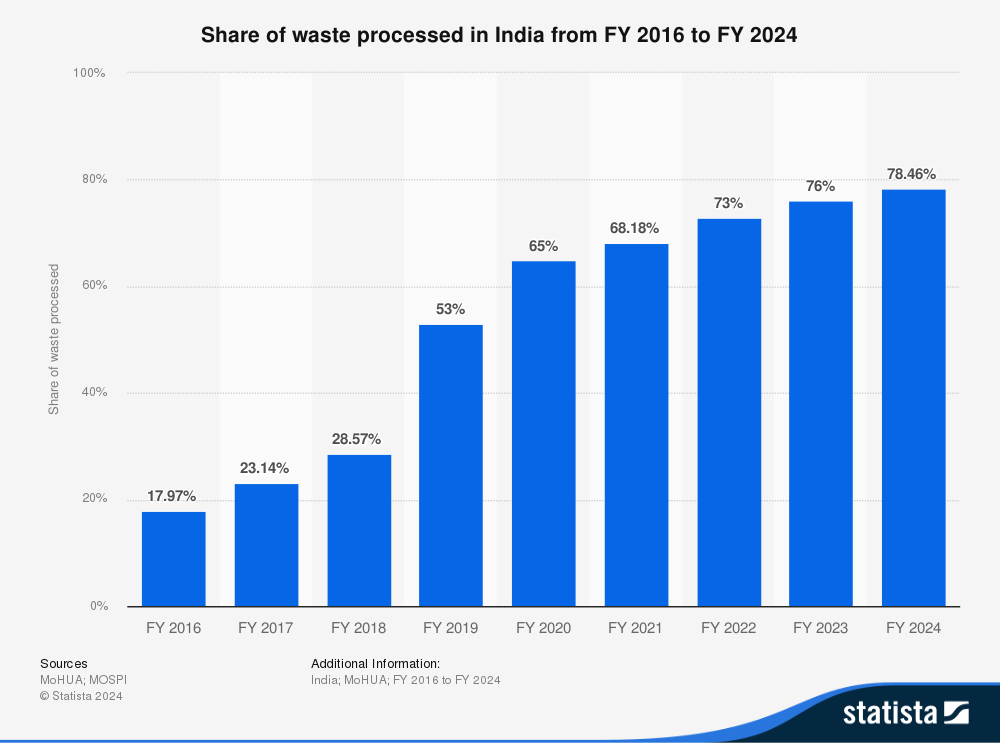 Share of waste processed in India from FY 2016 to FY 2024
Share of waste processed
100%
80%
60%
40%
20%
0%
17.97%
23.14%
28.57%
53%
65%
68.18%
73%
76%
78.46%
FY 2016
FY 2017
FY 2018
FY 2019
FY 2020
FY 2021
FY 2022
FY 2023
FY 2024
Sources
MoHUA; MOSPI
© Statista 2024
Additional Information:
India; MoHUA; FY 2016 to FY 2024
statista